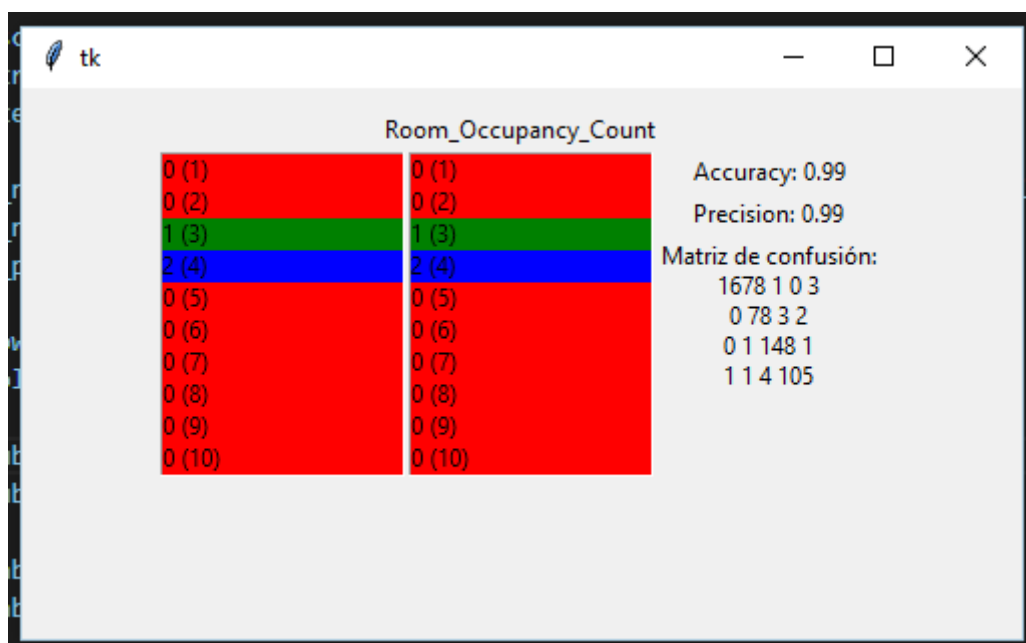 tk
Room_Occupancy_Count
0 (1)
0 (2)
1 (3)
2 (4)
0 (5)
0 (6)
0 (7)
0 (8)
0 (9)
0 (10)
0 (1)
0 (2)
1 (3)
2 (4)
0 (5)
0 (6)
0 (7)
0 (8)
0 (9)
0 (10)
Accuracy: 0.99
Precision: 0.99
Matriz de confusión:
1678 1 0 3
0 78 3 2
0 1 148 1
1 1 4 105